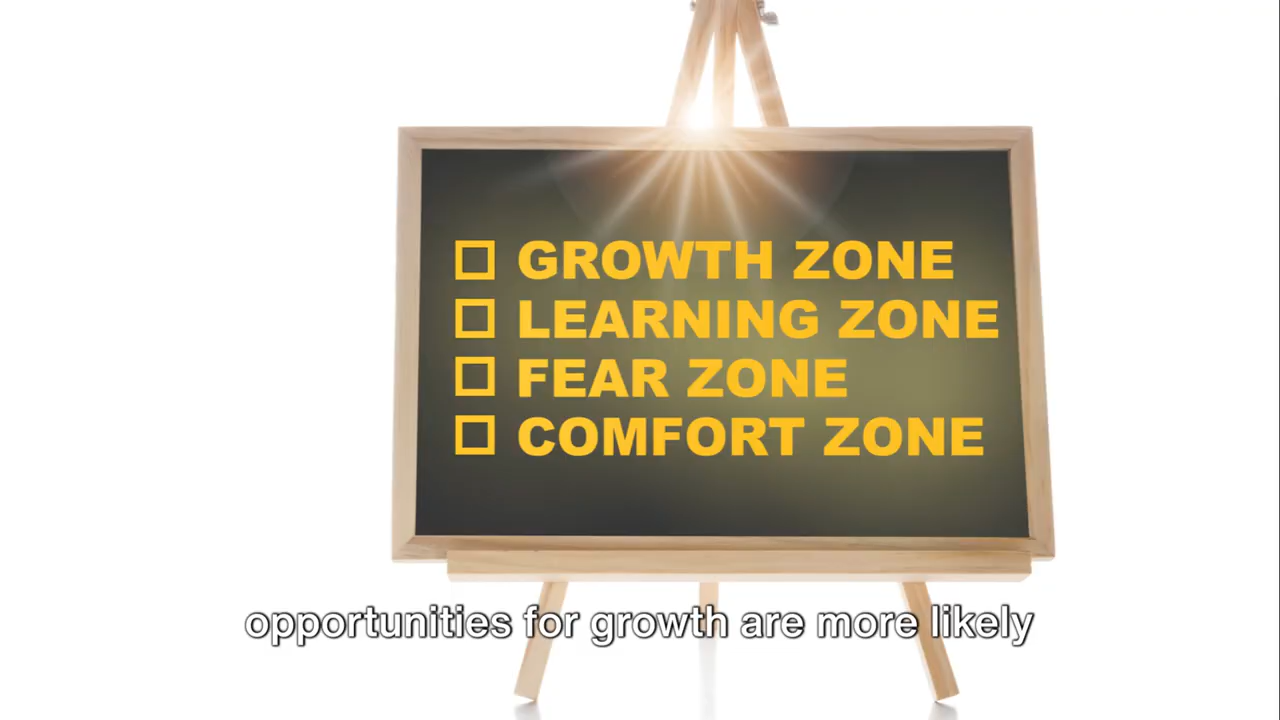 GROWTH ZONE
LEARNING ZONE
FEAR ZONE
COMFORT ZONE
opportunities for growth are more likely